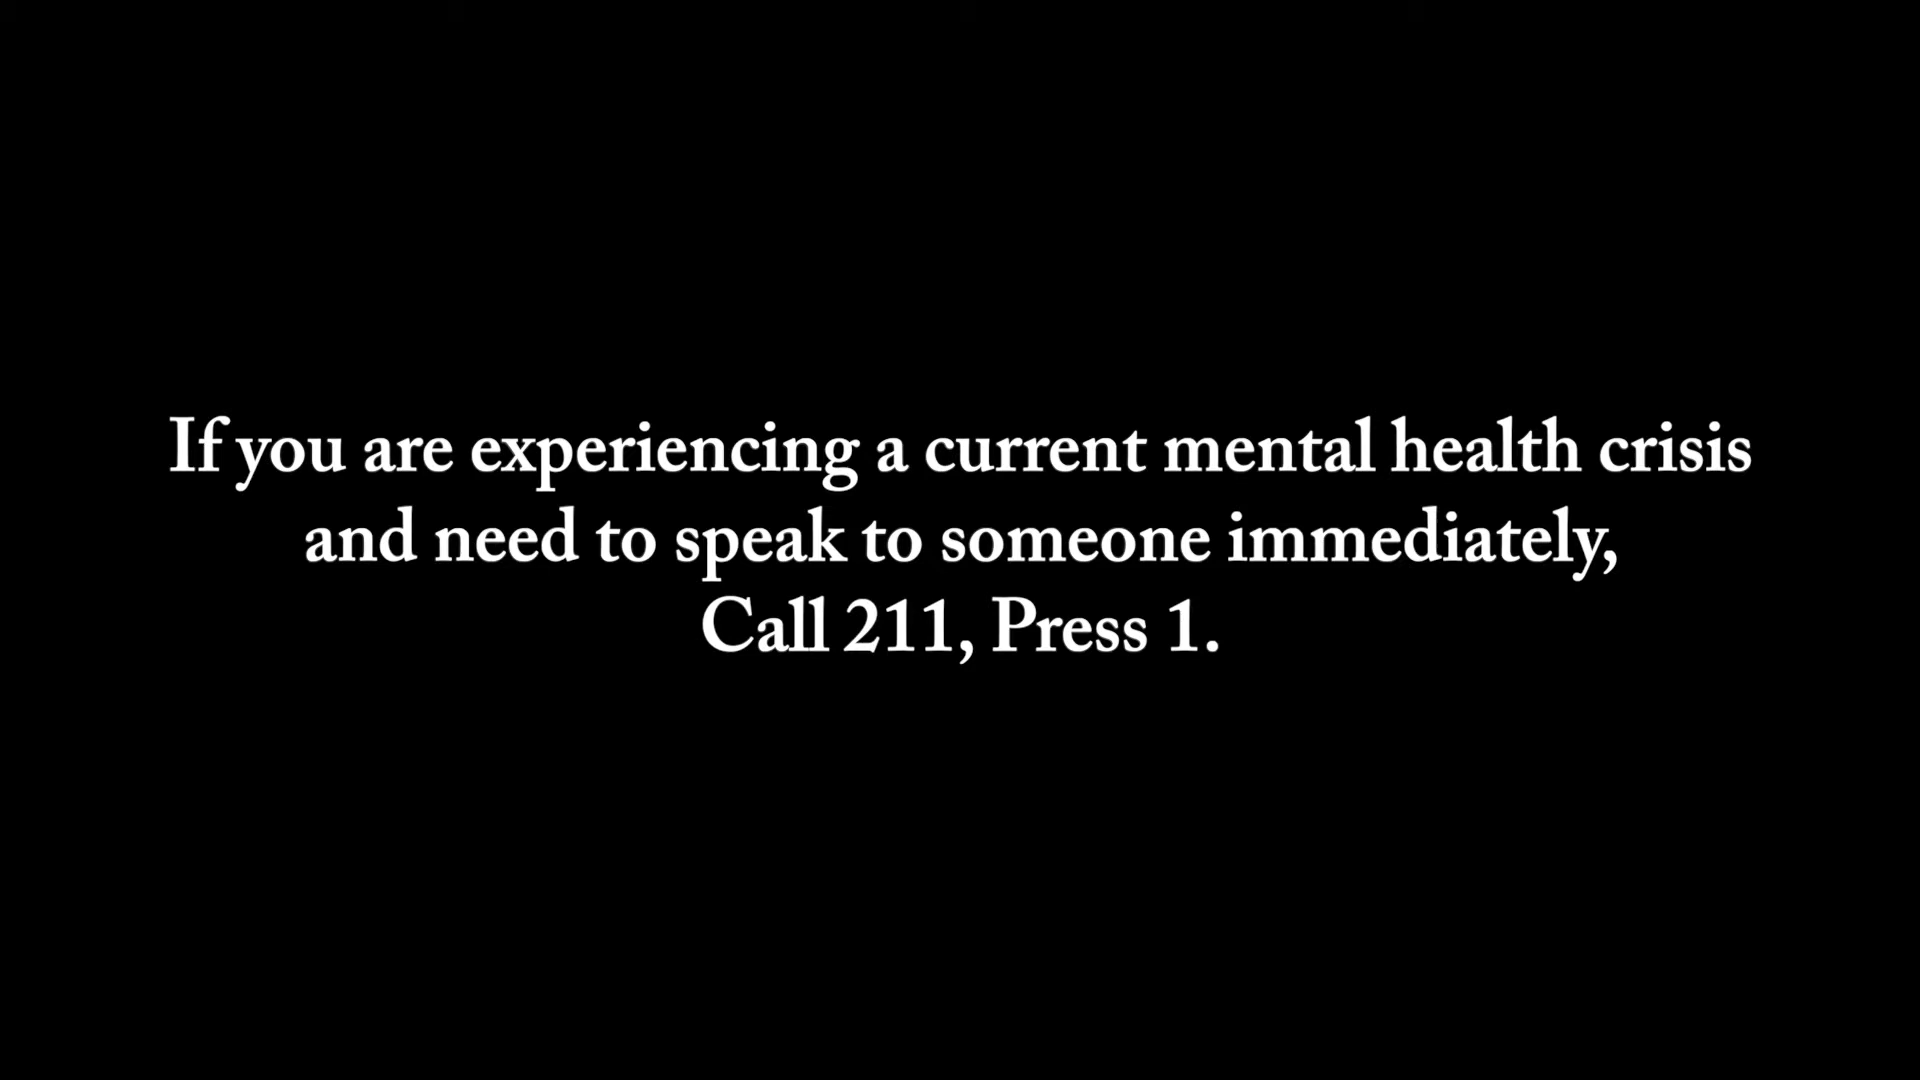 If you are experiencing a current mental health crisis
and need to speak to someone immediately,
Call 211, Press 1.